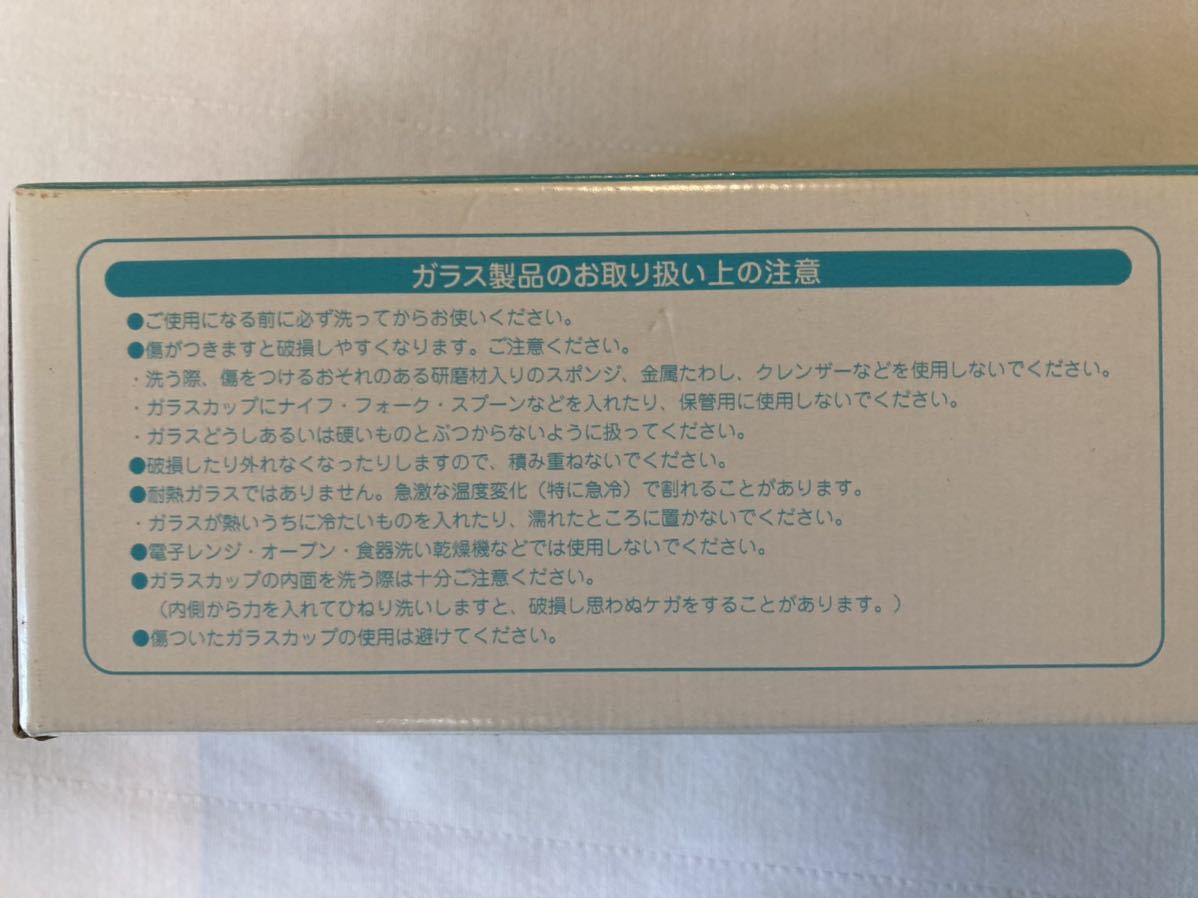 ガラス製品のお取り扱い上の注意
●ご使用になる前に必ず洗ってからお使いください。
●傷がつきますと破損しやすくなります。ご注意ください。
・洗う際、傷をつけるおそれのある研磨材入りのスポンジ、金属たわし、クレンザーなどを使用しないでください。
・ガラスカップにナイフ・フォーク・スプーンなどを入れたり、保管用に使用しないでください。
・ガラスどうしあるいは硬いものとぶつからないように扱ってください。
●破損したり外れなくなったりしますので、積み重ねないでください。
●耐熱ガラスではありません。急激な温度変化（特に急冷）で割れることがあります。
・ガラスが熱いうちに冷たいものを入れたり、濡れたところに置かないでください。
●電子レンジ・オーブン・食器洗い乾燥機などでは使用しないでください。
●ガラスカップの内面を洗う際は十分ご注意ください。
（内側から力を入れてひねり洗いしますと、破損し思わぬケガをすることがあります。）
●傷ついたガラスカップの使用は避けてください。